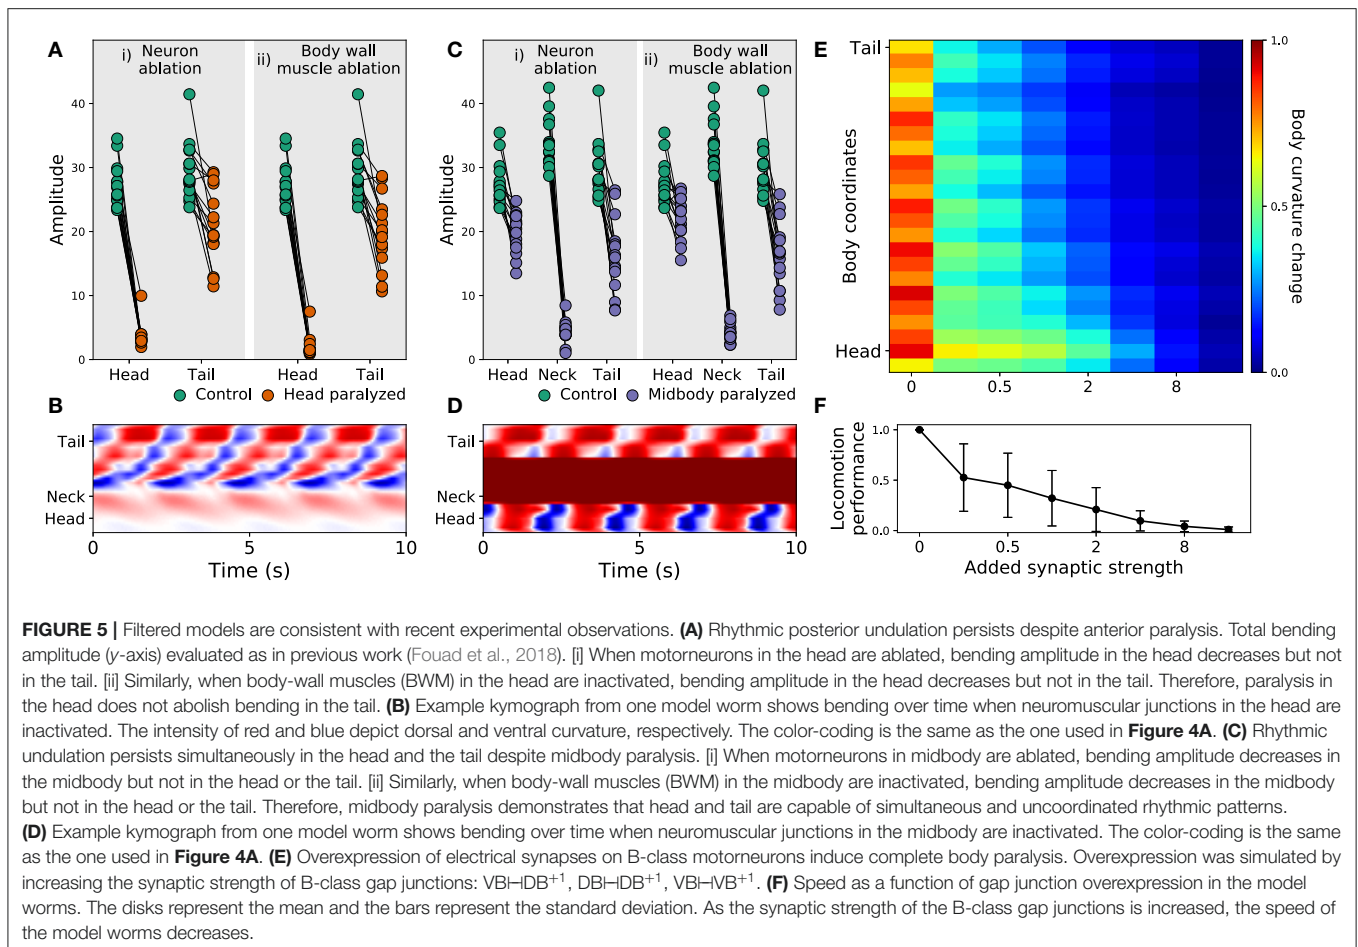 A
i) Neuron ablation
ii) Body wall muscle ablation
Amplitude
40
30
20
10
0
Head
Tail
Head
Tail
Control
Head paralyzed
C
i) Neuron ablation
ii) Body wall muscle ablation
Amplitude
40
30
20
10
0
Head
Neck
Tail
Head
Neck
Tail
Control
Midbody paralyzed
E
Tail
Body coordinates
Head
0
0.5
2
8
1.0
0.5
0.0
Body curvature change
B
Tail
Neck
Head
0
5
10
Time (s)
D
Tail
Neck
Head
0
5
10
Time (s)
F
Locomotion performance
1.0
0.5
0.0
0
0.5
2
8
Added synaptic strength
FIGURE 5 | Filtered models are consistent with recent experimental observations. (A) Rhythmic posterior undulation persists despite anterior paralysis. Total bending
amplitude (y-axis) evaluated as in previous work (Fouad et al., 2018). [i] When motorneurons in the head are ablated, bending amplitude in the head decreases but not
in the tail. [ii] Similarly, when body-wall muscles (BWM) in the head are inactivated, bending amplitude in the head decreases but not in the tail. Therefore, paralysis in
the head does not abolish bending in the tail. (B) Example kymograph from one model worm shows bending over time when neuromuscular junctions in the head are
inactivated. The intensity of red and blue depict dorsal and ventral curvature, respectively. The color-coding is the same as the one used in Figure 4A. (C) Rhythmic
undulation persists simultaneously in the head and the tail despite midbody paralysis. [i] When motorneurons in midbody are ablated, bending amplitude decreases in
the midbody but not in the head or the tail. [ii] Similarly, when body-wall muscles (BWM) in the midbody are inactivated, bending amplitude decreases in the midbody
but not in the head or the tail. Therefore, midbody paralysis demonstrates that head and tail are capable of simultaneous and uncoordinated rhythmic patterns.
(D) Example kymograph from one model worm shows bending over time when neuromuscular junctions in the midbody are inactivated. The color-coding is the same
as the one used in Figure 4A. (E) Overexpression of electrical synapses on B-class motorneurons induce complete body paralysis. Overexpression was simulated by
increasing the synaptic strength of B-class gap junctions: VB⊢⊣DB+1, DB⊢⊣DB+1, VB⊢⊣VB+1. (F) Speed as a function of gap junction overexpression in the model
worms. The disks represent the mean and the bars represent the standard deviation. As the synaptic strength of the B-class gap junctions is increased, the speed of
the model worms decreases.